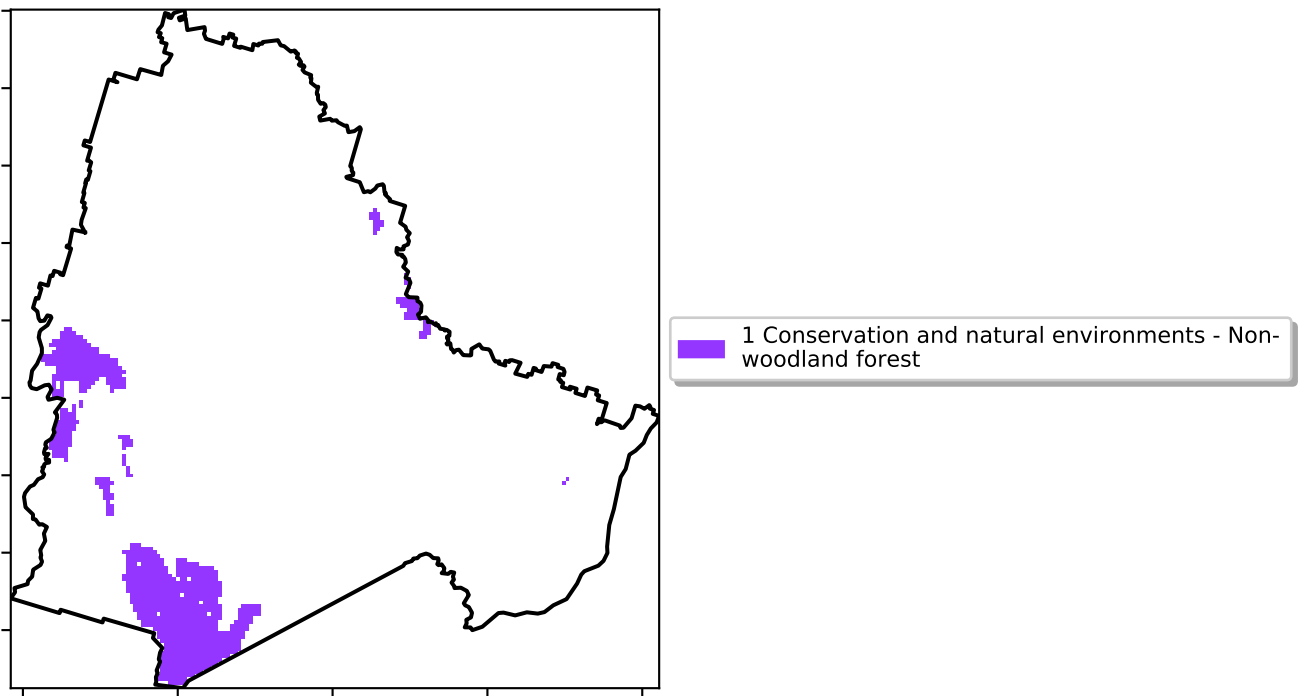 1 Conservation and natural environments - Non-
woodland forest